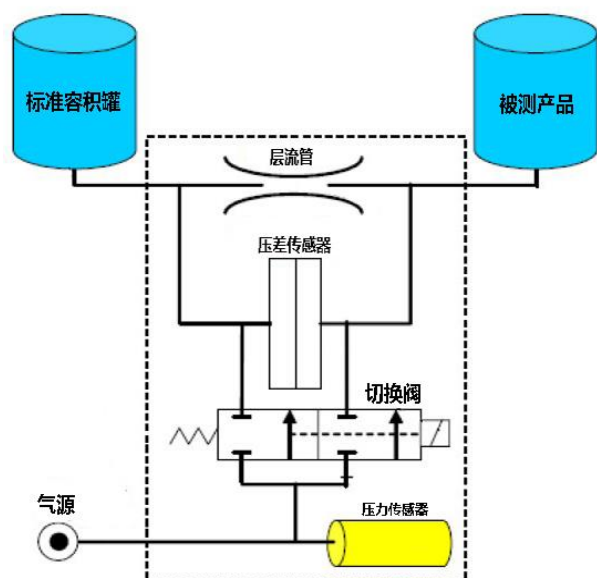 标准容积罐
被测产品
层流管
压差传感器
切换阀
气源
压力传感器